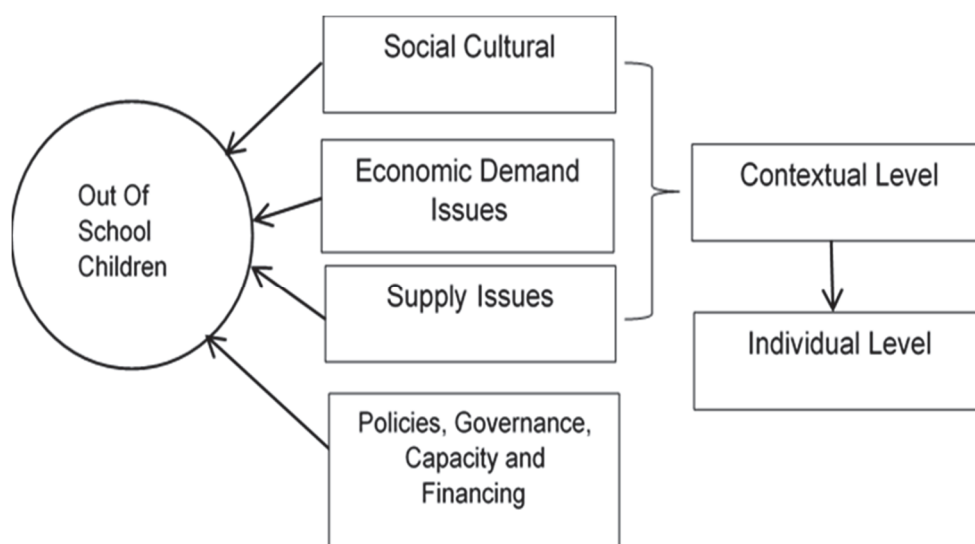 Social Cultural
Economic Demand
Issues
Supply Issues
Policies, Governance,
Capacity and
Financing
Out Of
School
Children
Contextual Level
Individual Level